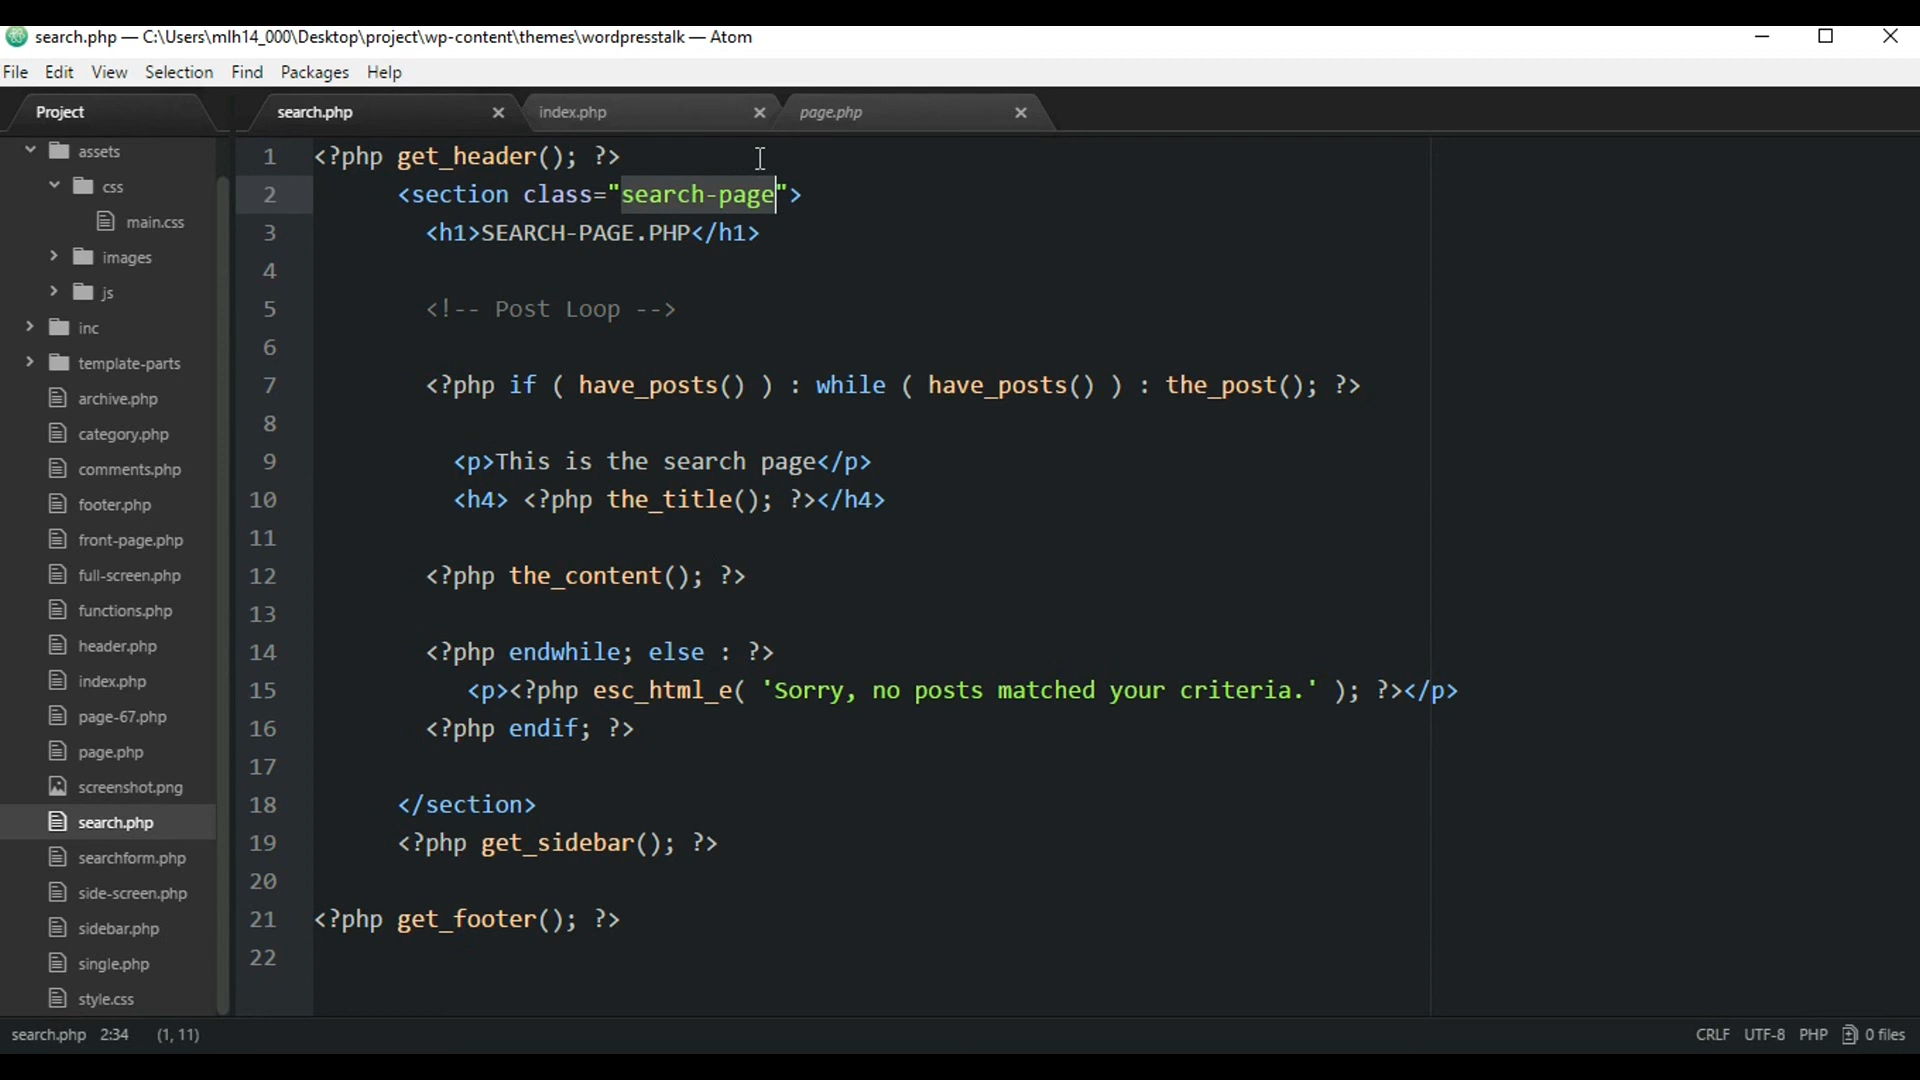 search.php — C:\Users\mlh14_000\Desktop\project\wp-content\themes\wordpresstalk — Atom
File Edit View Selection Find Packages Help
Project search.php index.php page.php
assets
css
main.css
images
js
inc
template-parts
archive.php
category.php
comments.php
footer.php
front-page.php
full-screen.php
functions.php
header.php
index.php
page-67.php
page.php
screenshot.png
search.php
searchform.php
side-screen.php
sidebar.php
single.php
style.css
1 <?php get_header(); ?>
2 <section class="search-page">
3 <h1>SEARCH-PAGE.PHP</h1>
4
5 <!-- Post Loop -->
6
7 <?php if ( have_posts() ) : while ( have_posts() ) : the_post(); ?>
8
9 <p>This is the search page</p>
10 <h4> <?php the_title(); ?></h4>
11
12 <?php the_content(); ?>
13
14 <?php endwhile; else : ?>
15 <p><?php esc_html_e( 'Sorry, no posts matched your criteria.' ); ?></p>
16 <?php endif; ?>
17
18 </section>
19 <?php get_sidebar(); ?>
20
21 <?php get_footer(); ?>
22
search.php 2:34 (1, 11) CRLF UTF-8 PHP 0 files